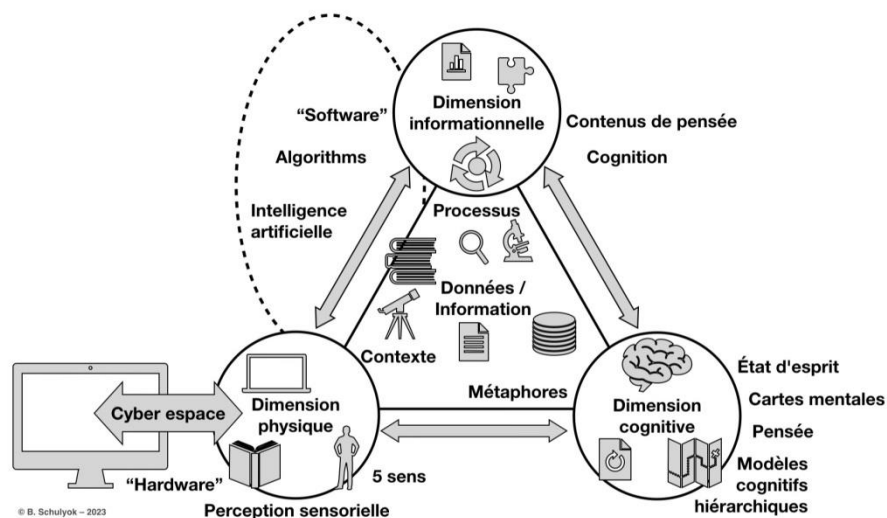 Dimension
informationnelle
“Software”
Algorithms
Intelligence
artificielle
Contenus de pensée
Cognition
Processus
Données /
Information
Contexte
Métaphores
Cyber espace
Dimension
physique
“Hardware”
5 sens
Perception sensorielle
Dimension
cognitive
État d'esprit
Cartes mentales
Pensée
Modèles
cognitifs
hiérarchiques
© B. Schulyok – 2023